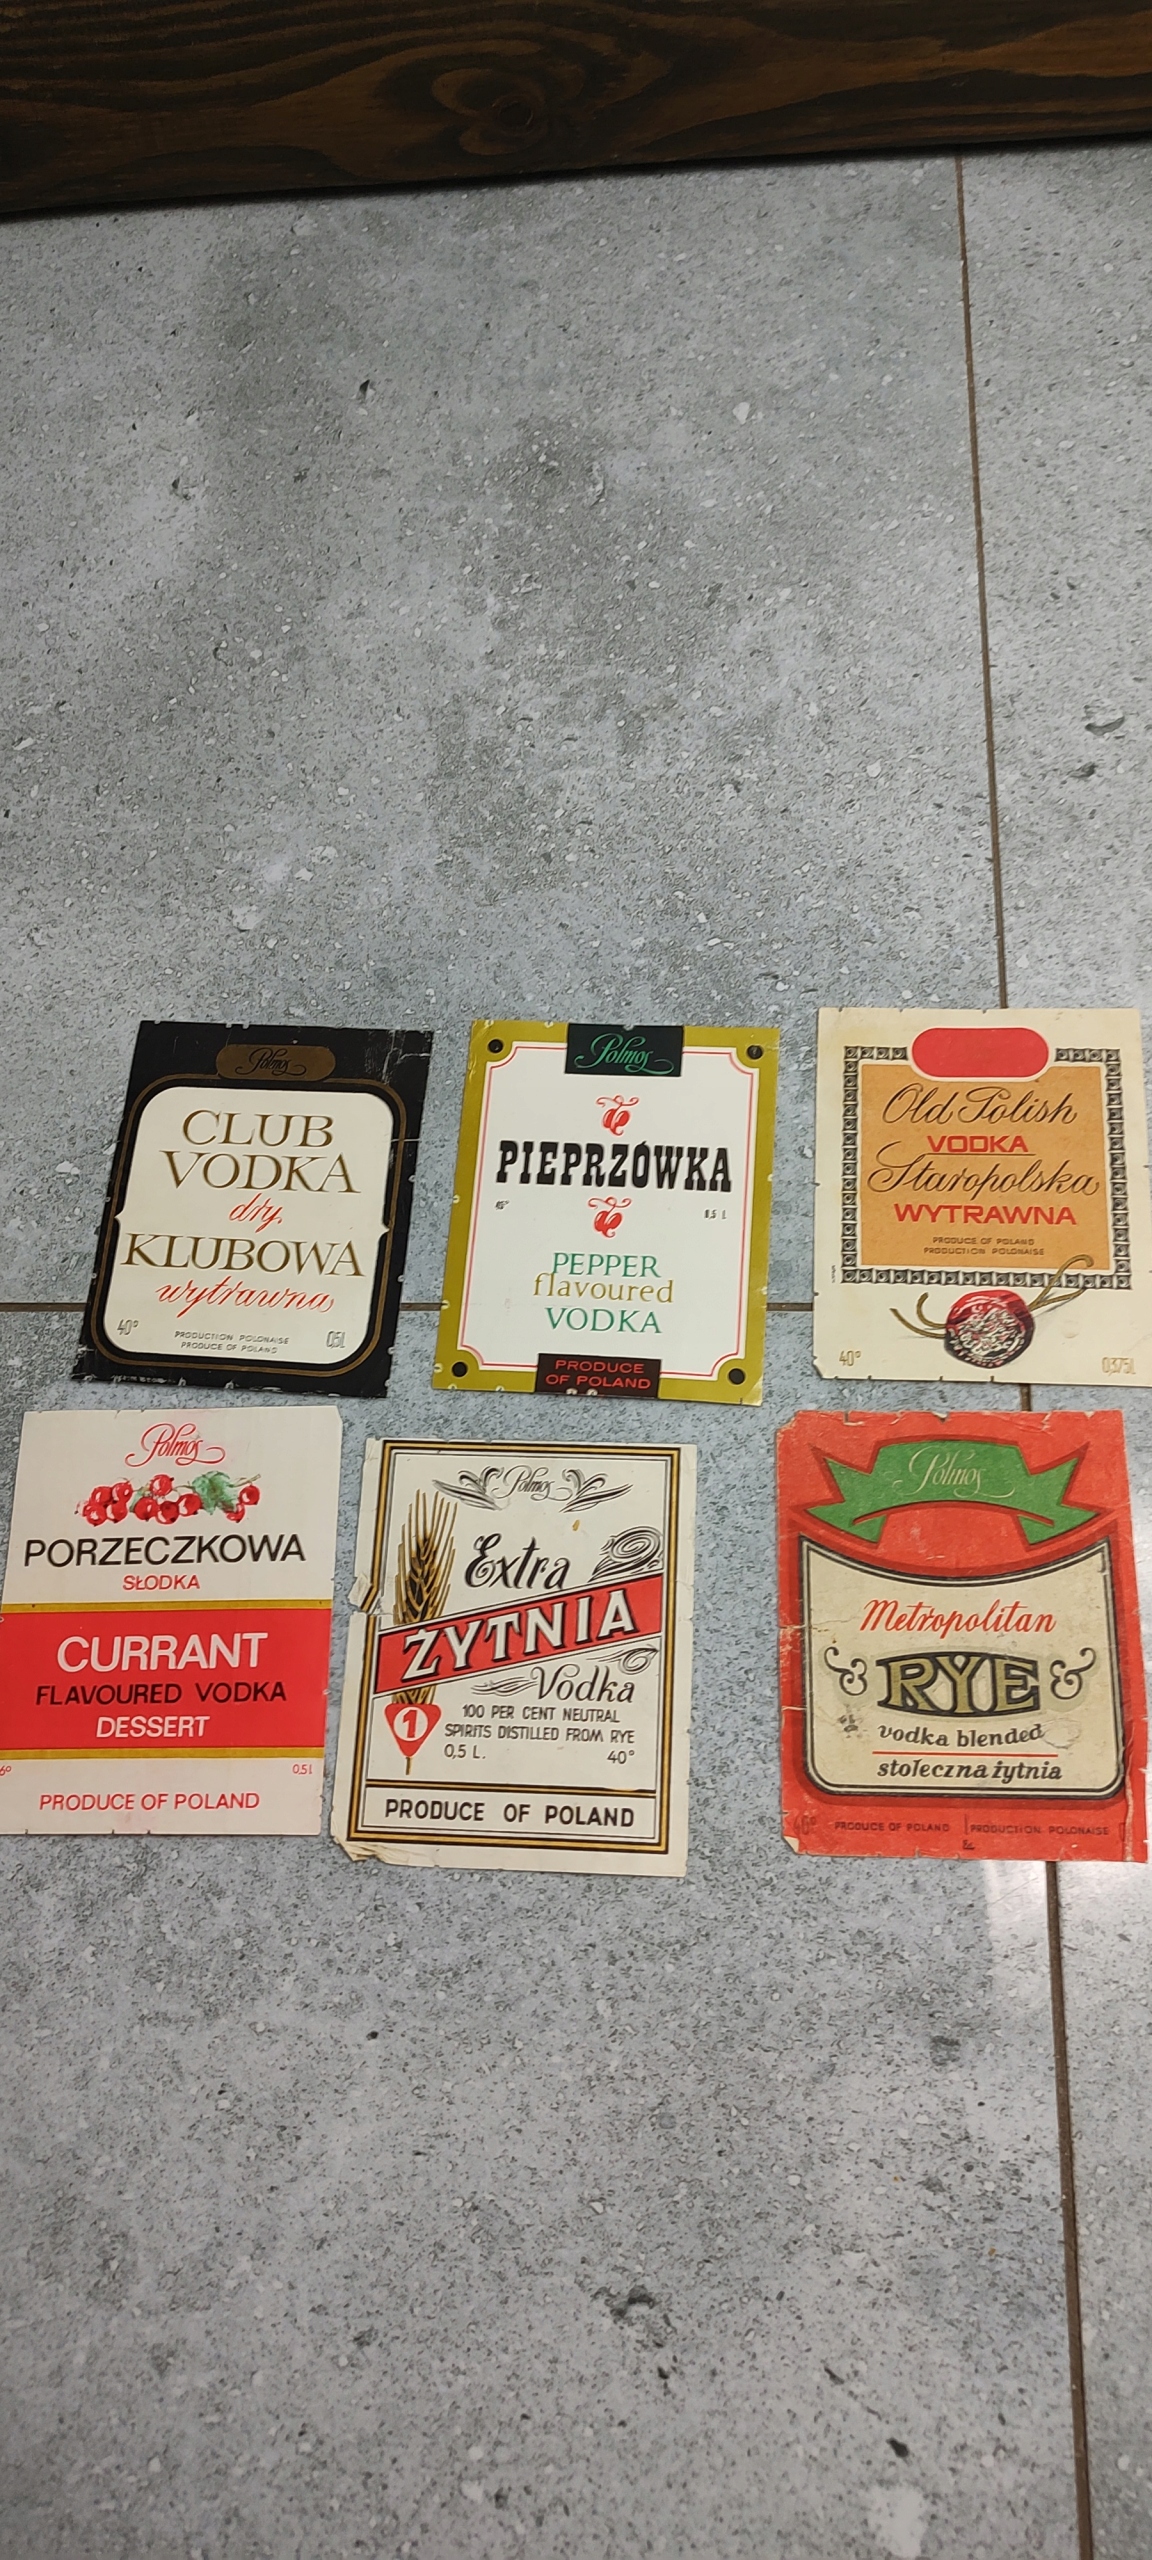 Polmos
CLUB
VODKA
dry
KLUBOWA
wytrawna
40° PRODUCTION POLONAISE 0,5l
PRODUCE OF POLAND
Polmos
PIEPRZÓWKA
45° 0,5 l
PEPPER
flavoured
VODKA
PRODUCE
OF POLAND
Old Polish
VODKA
Staropolska
WYTRAWNA
PRODUCE OF POLAND
PRODUCTION POLONAISE
40° 0,375l
Polmos
PORZECZKOWA
SŁODKA
CURRANT
FLAVOURED VODKA
DESSERT
0,5l
PRODUCE OF POLAND
Polmos
Extra
ŻYTNIA
Vodka
1
100 PER CENT NEUTRAL
SPIRITS DISTILLED FROM RYE
0,5 L. 40°
PRODUCE OF POLAND
Polmos
Metropolitan
RYE
vodka blended
stołeczna żytnia
PRODUCE OF POLAND PRODUCTION POLONAISE